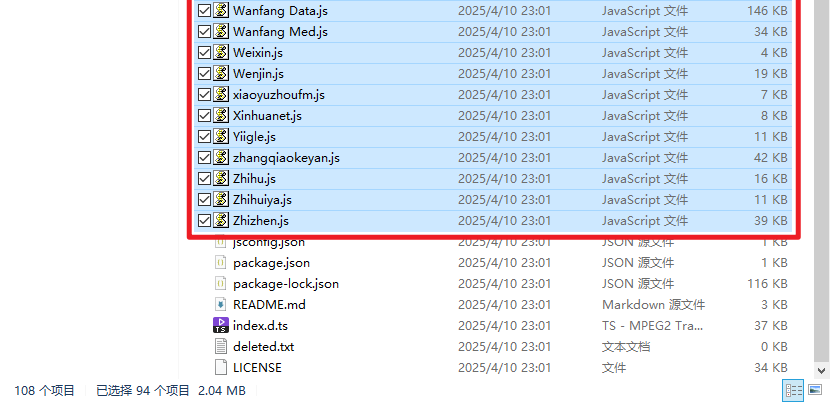 Wanfang Data.js 2025/4/10 23:01 JavaScript 文件 146 KB
Wanfang Med.js 2025/4/10 23:01 JavaScript 文件 34 KB
Weixin.js 2025/4/10 23:01 JavaScript 文件 4 KB
Wenjin.js 2025/4/10 23:01 JavaScript 文件 19 KB
xiaoyuzhoufm.js 2025/4/10 23:01 JavaScript 文件 7 KB
Xinhuanet.js 2025/4/10 23:01 JavaScript 文件 8 KB
Yiigle.js 2025/4/10 23:01 JavaScript 文件 11 KB
zhangqiaokeyan.js 2025/4/10 23:01 JavaScript 文件 42 KB
Zhihu.js 2025/4/10 23:01 JavaScript 文件 16 KB
Zhihuiya.js 2025/4/10 23:01 JavaScript 文件 11 KB
Zhizhen.js 2025/4/10 23:01 JavaScript 文件 39 KB
jsconfig.json 2025/4/10 23:01 JSON 源文件 1 KB
package.json 2025/4/10 23:01 JSON 源文件 1 KB
package-lock.json 2025/4/10 23:01 JSON 源文件 116 KB
README.md 2025/4/10 23:01 Markdown 源文件 3 KB
TS index.d.ts 2025/4/10 23:01 TS - MPEG2 Tra... 37 KB
deleted.txt 2025/4/10 23:01 文本文档 0 KB
LICENSE 2025/4/10 23:01 文件 34 KB
108 个项目 已选择 94 个项目 2.04 MB